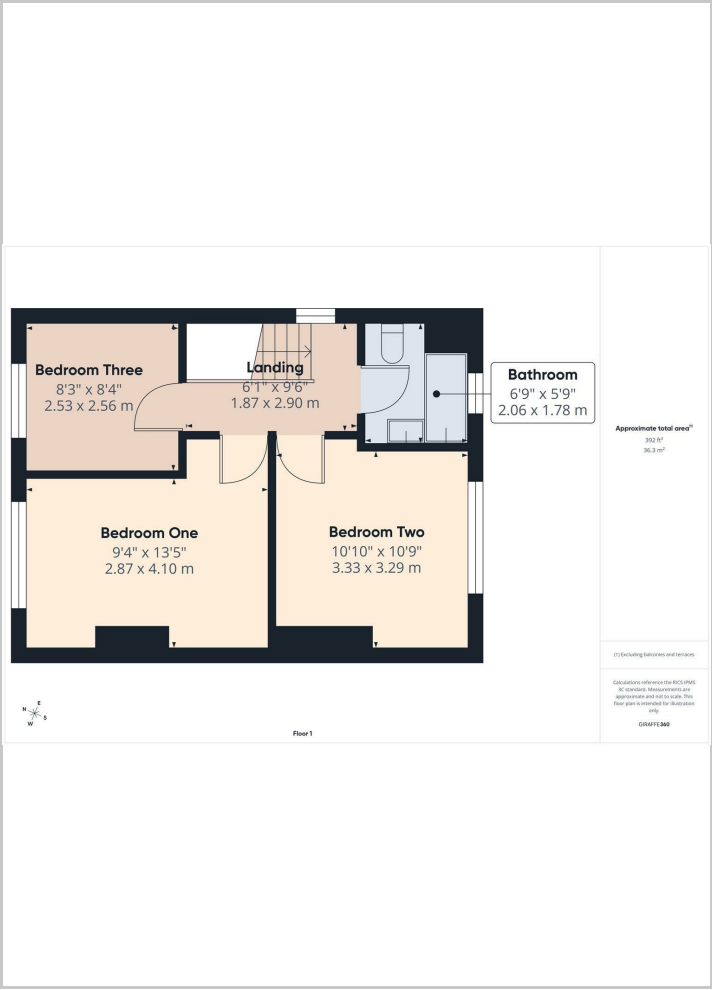 Bedroom Three
8'3" x 8'4"
2.53 x 2.56 m
Landing
6'1" x 9'6"
1.87 x 2.90 m
Bathroom
6'9" x 5'9"
2.06 x 1.78 m
Bedroom One
9'4" x 13'5"
2.87 x 4.10 m
Bedroom Two
10'10" x 10'9"
3.33 x 3.29 m
N
E
S
W
Floor 1
Approximate total area⁽¹⁾
392 ft²
36.3 m²
(1) Excluding balconies and terraces
Calculations reference the RICS IPMS
3C standard. Measurements are
approximate and not to scale. This
floor plan is intended for illustration
only.
GIRAFFE360